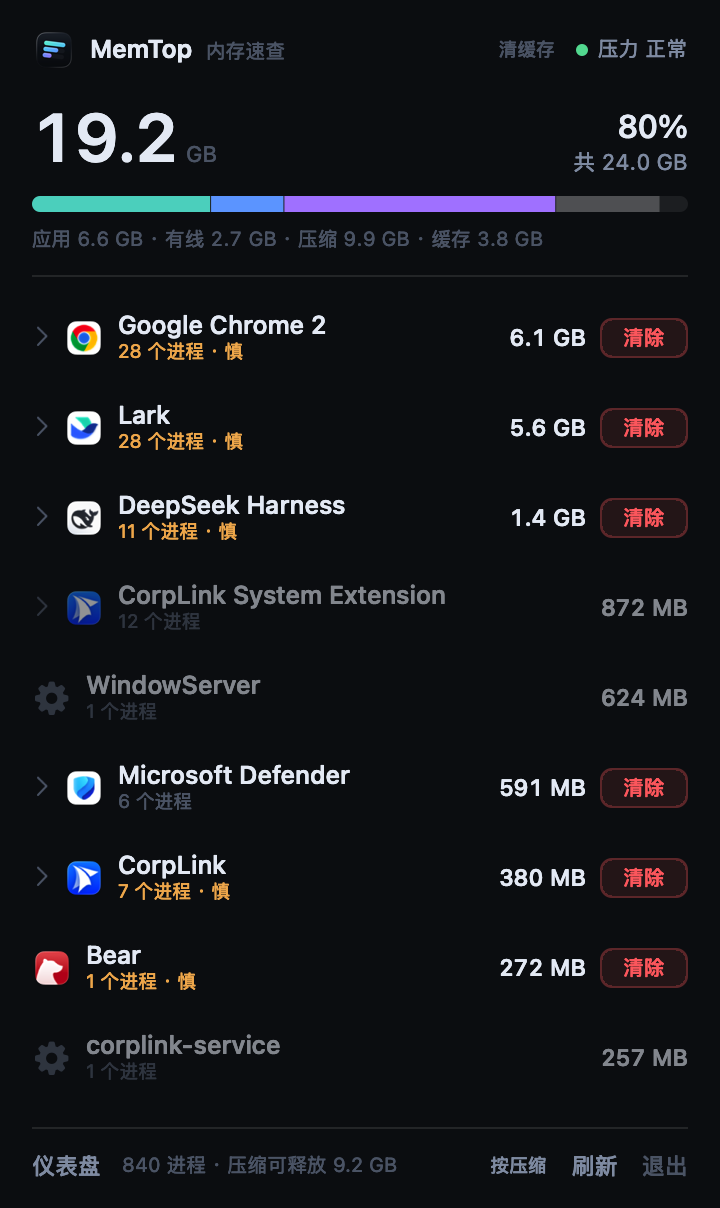 MemTop 内存速查 清缓存 压力 正常
19.2 GB 80%
共 24.0 GB
应用 6.6 GB · 有线 2.7 GB · 压缩 9.9 GB · 缓存 3.8 GB
Google Chrome 2
28 个进程 · 慎
6.1 GB 清除
Lark
28 个进程 · 慎
5.6 GB 清除
DeepSeek Harness
11 个进程 · 慎
1.4 GB 清除
CorpLink System Extension
12 个进程
872 MB
WindowServer
1 个进程
624 MB
Microsoft Defender
6 个进程
591 MB 清除
CorpLink
7 个进程 · 慎
380 MB 清除
Bear
1 个进程 · 慎
272 MB 清除
corplink-service
1 个进程
257 MB
仪表盘 840 进程 · 压缩可释放 9.2 GB 按压缩 刷新 退出